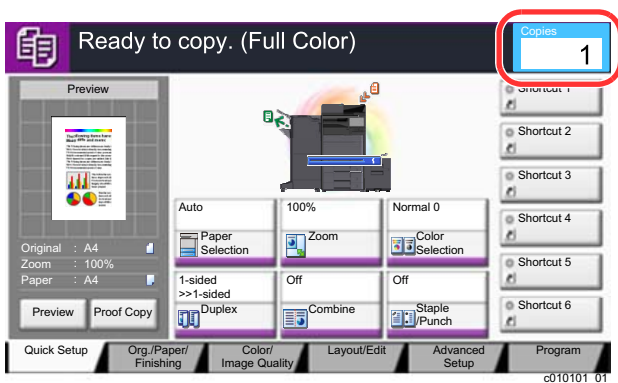 Ready to copy. (Full Color)
Copies
1
Preview
Shortcut 1
Shortcut 2
Shortcut 3
Shortcut 4
Shortcut 5
Shortcut 6
Original : A4
Zoom : 100%
Paper : A4
Preview
Proof Copy
Auto
Paper
Selection
100%
Zoom
Normal 0
Color
Selection
1-sided
>>1-sided
Duplex
Off
Combine
Off
Staple
/Punch
Quick Setup
Org./Paper/
Finishing
Color/
Image Quality
Layout/Edit
Advanced
Setup
Program
c010101_01